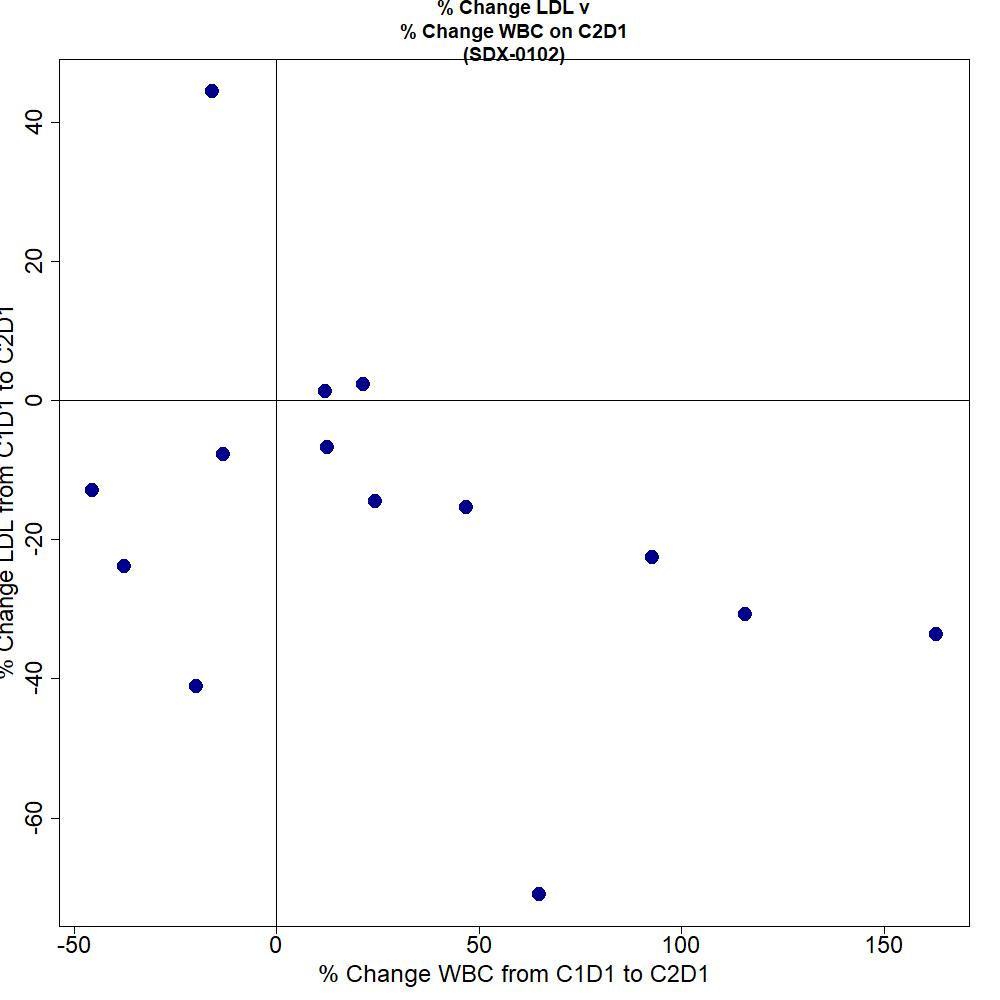 % Change LDL v
% Change WBC on C2D1
(SDX-0102)
% Change LDL from C1D1 to C2D1
40
20
0
-20
-40
-60
-50
0
50
100
150
% Change WBC from C1D1 to C2D1